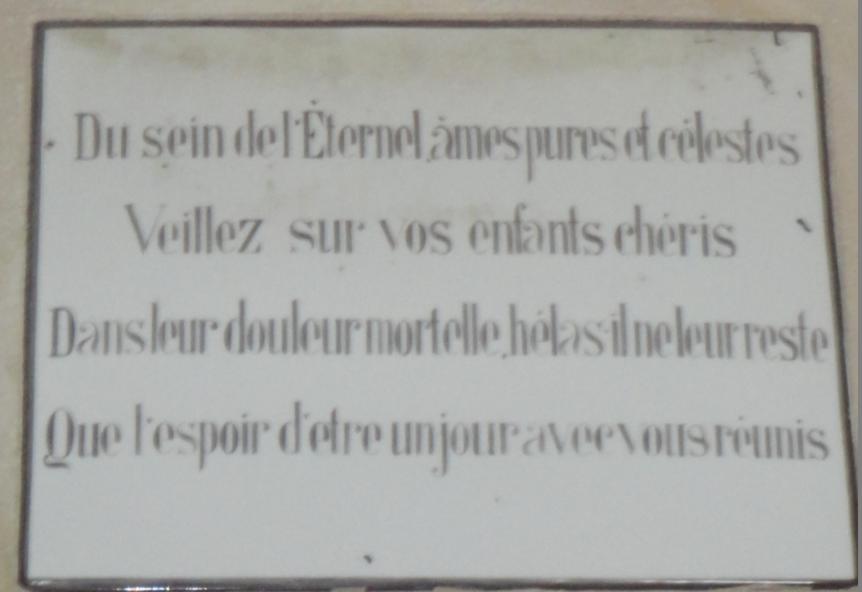 Du sein de l'Éternel, âmes pures et célestes
Veillez sur vos enfants chéris
Dans leur douleur mortelle, hélas il ne leur reste
Que l'espoir d'être un jour avec vous réunis